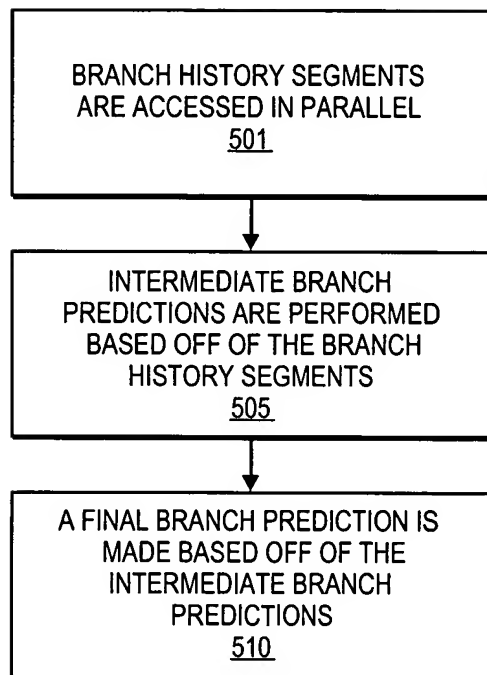 BRANCH HISTORY SEGMENTS
ARE ACCESSED IN PARALLEL
501
INTERMEDIATE BRANCH
PREDICTIONS ARE PERFORMED
BASED OFF OF THE BRANCH
HISTORY SEGMENTS
505
A FINAL BRANCH PREDICTION IS
MADE BASED OFF OF THE
INTERMEDIATE BRANCH
PREDICTIONS
510